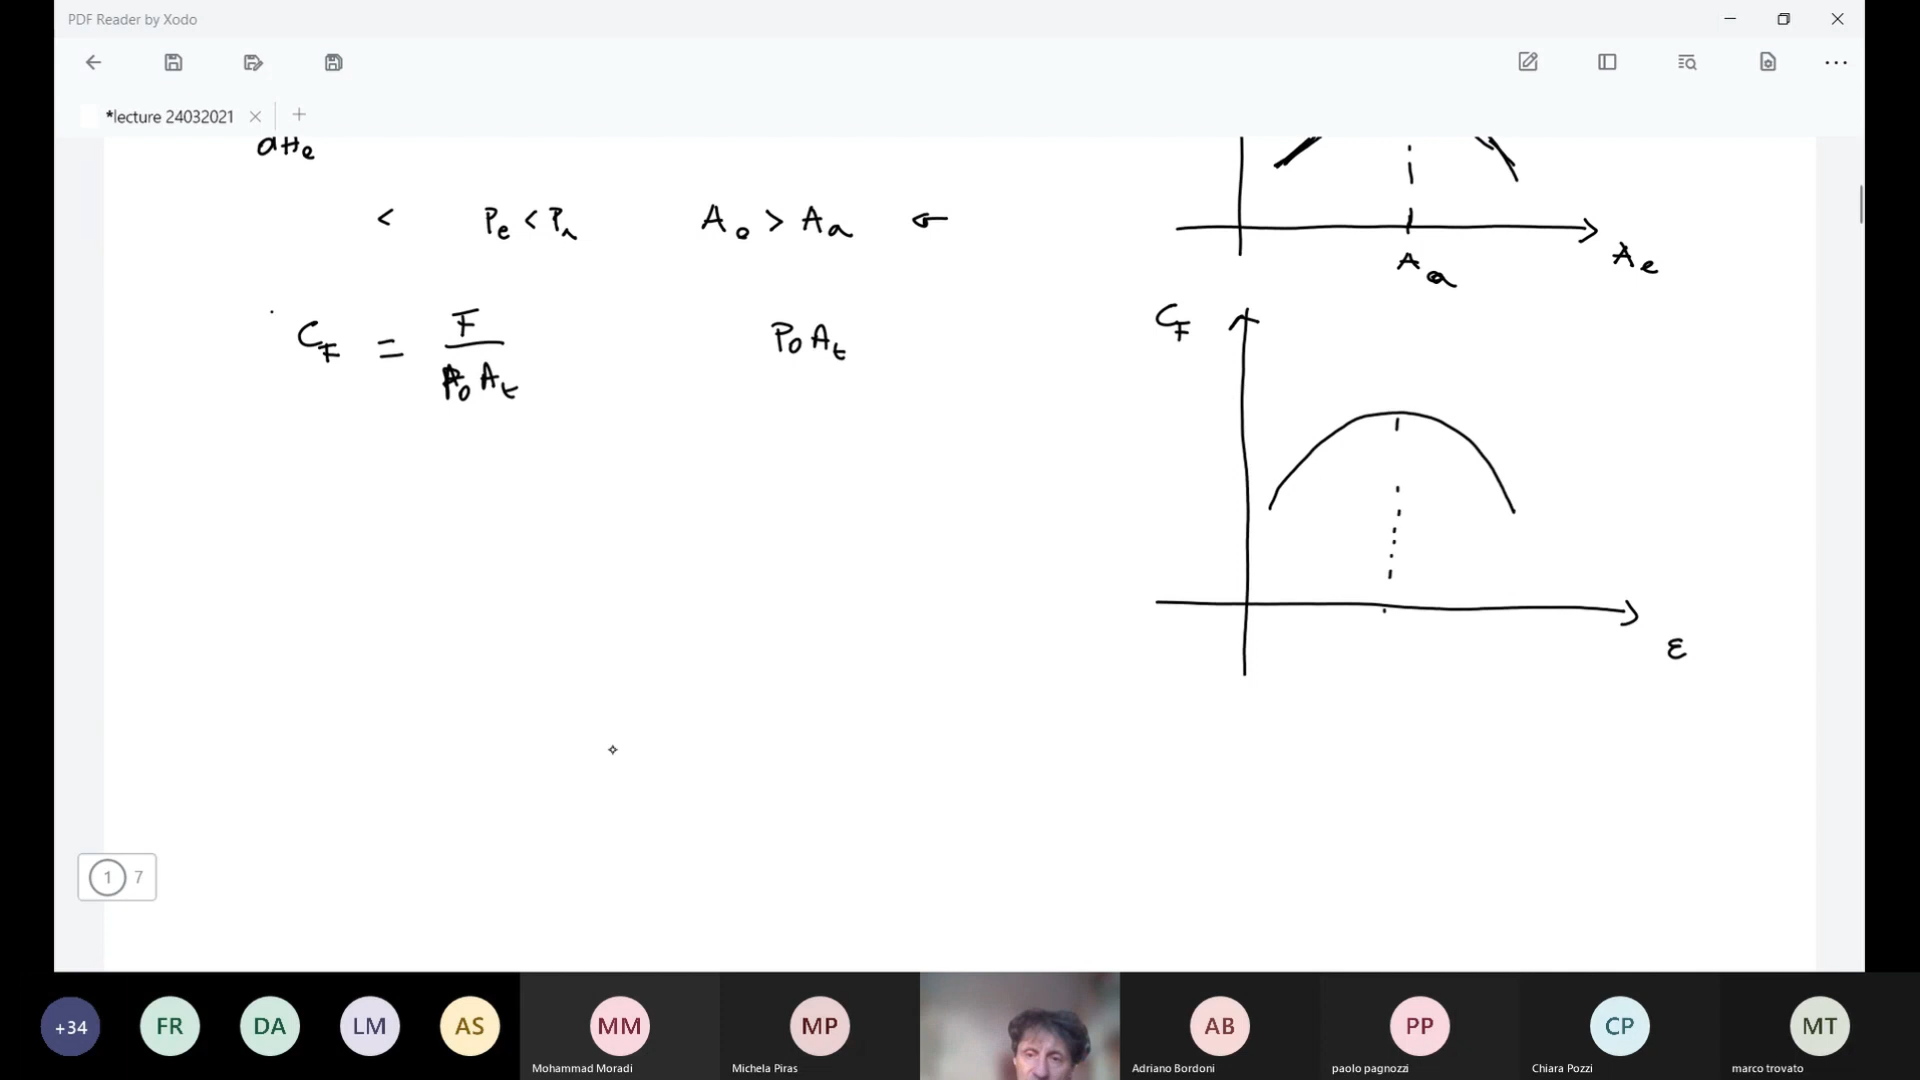 PDF Reader by Xodo
*lecture 24032021
< Pe < Pa Ae > Aa ←
Aa
Ae
CF = F / P0 At
P0 At
CF
ε
1 7
+34
FR
DA
LM
AS
MM
MP
AB
PP
CP
MT
Mohammad Moradi
Michela Piras
Adriano Bordoni
paolo pagnozzi
Chiara Pozzi
marco trovato